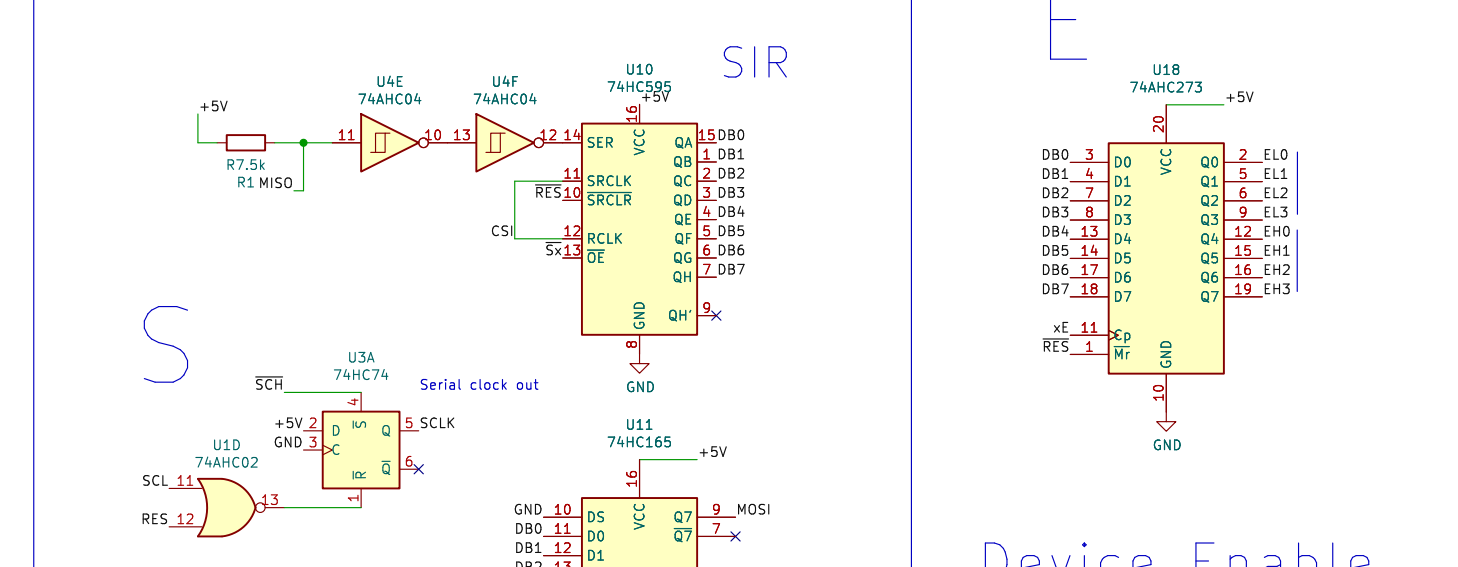 E
SIR
U10
74HC595
+5V
U18
74AHC273
+5V
U4E
74AHC04
U4F
74AHC04
+5V
R7.5k
R1
MISO
11
10
13
12
14
16
VCC
SER
11
SRCLK
RES
10
SRCLR
CSI
12
RCLK
Sx
13
OE
QA
15
DB0
QB
1
DB1
QC
2
DB2
QD
3
DB3
QE
4
DB4
QF
5
DB5
QG
6
DB6
QH
7
DB7
QH'
9
GND
8
GND
20
VCC
DB0
3
D0
DB1
4
D1
DB2
7
D2
DB3
8
D3
DB4
13
D4
DB5
14
D5
DB6
17
D6
DB7
18
D7
Q0
2
EL0
Q1
5
EL1
Q2
6
EL2
Q3
9
EL3
Q4
12
EH0
Q5
15
EH1
Q6
16
EH2
Q7
19
EH3
xE
11
Cp
RES
1
Mr
GND
10
GND
S
U3A
74HC74
SCH
4
S
+5V
2
D
GND
3
C
Q
5
SCLK
Q
6
R
1
Serial clock out
U1D
74AHC02
SCL
11
RES
12
13
U11
74HC165
+5V
16
VCC
GND
10
DS
DB0
11
D0
DB1
12
D1
DB2
13
Q7
9
MOSI
Q7
7
Device Enable